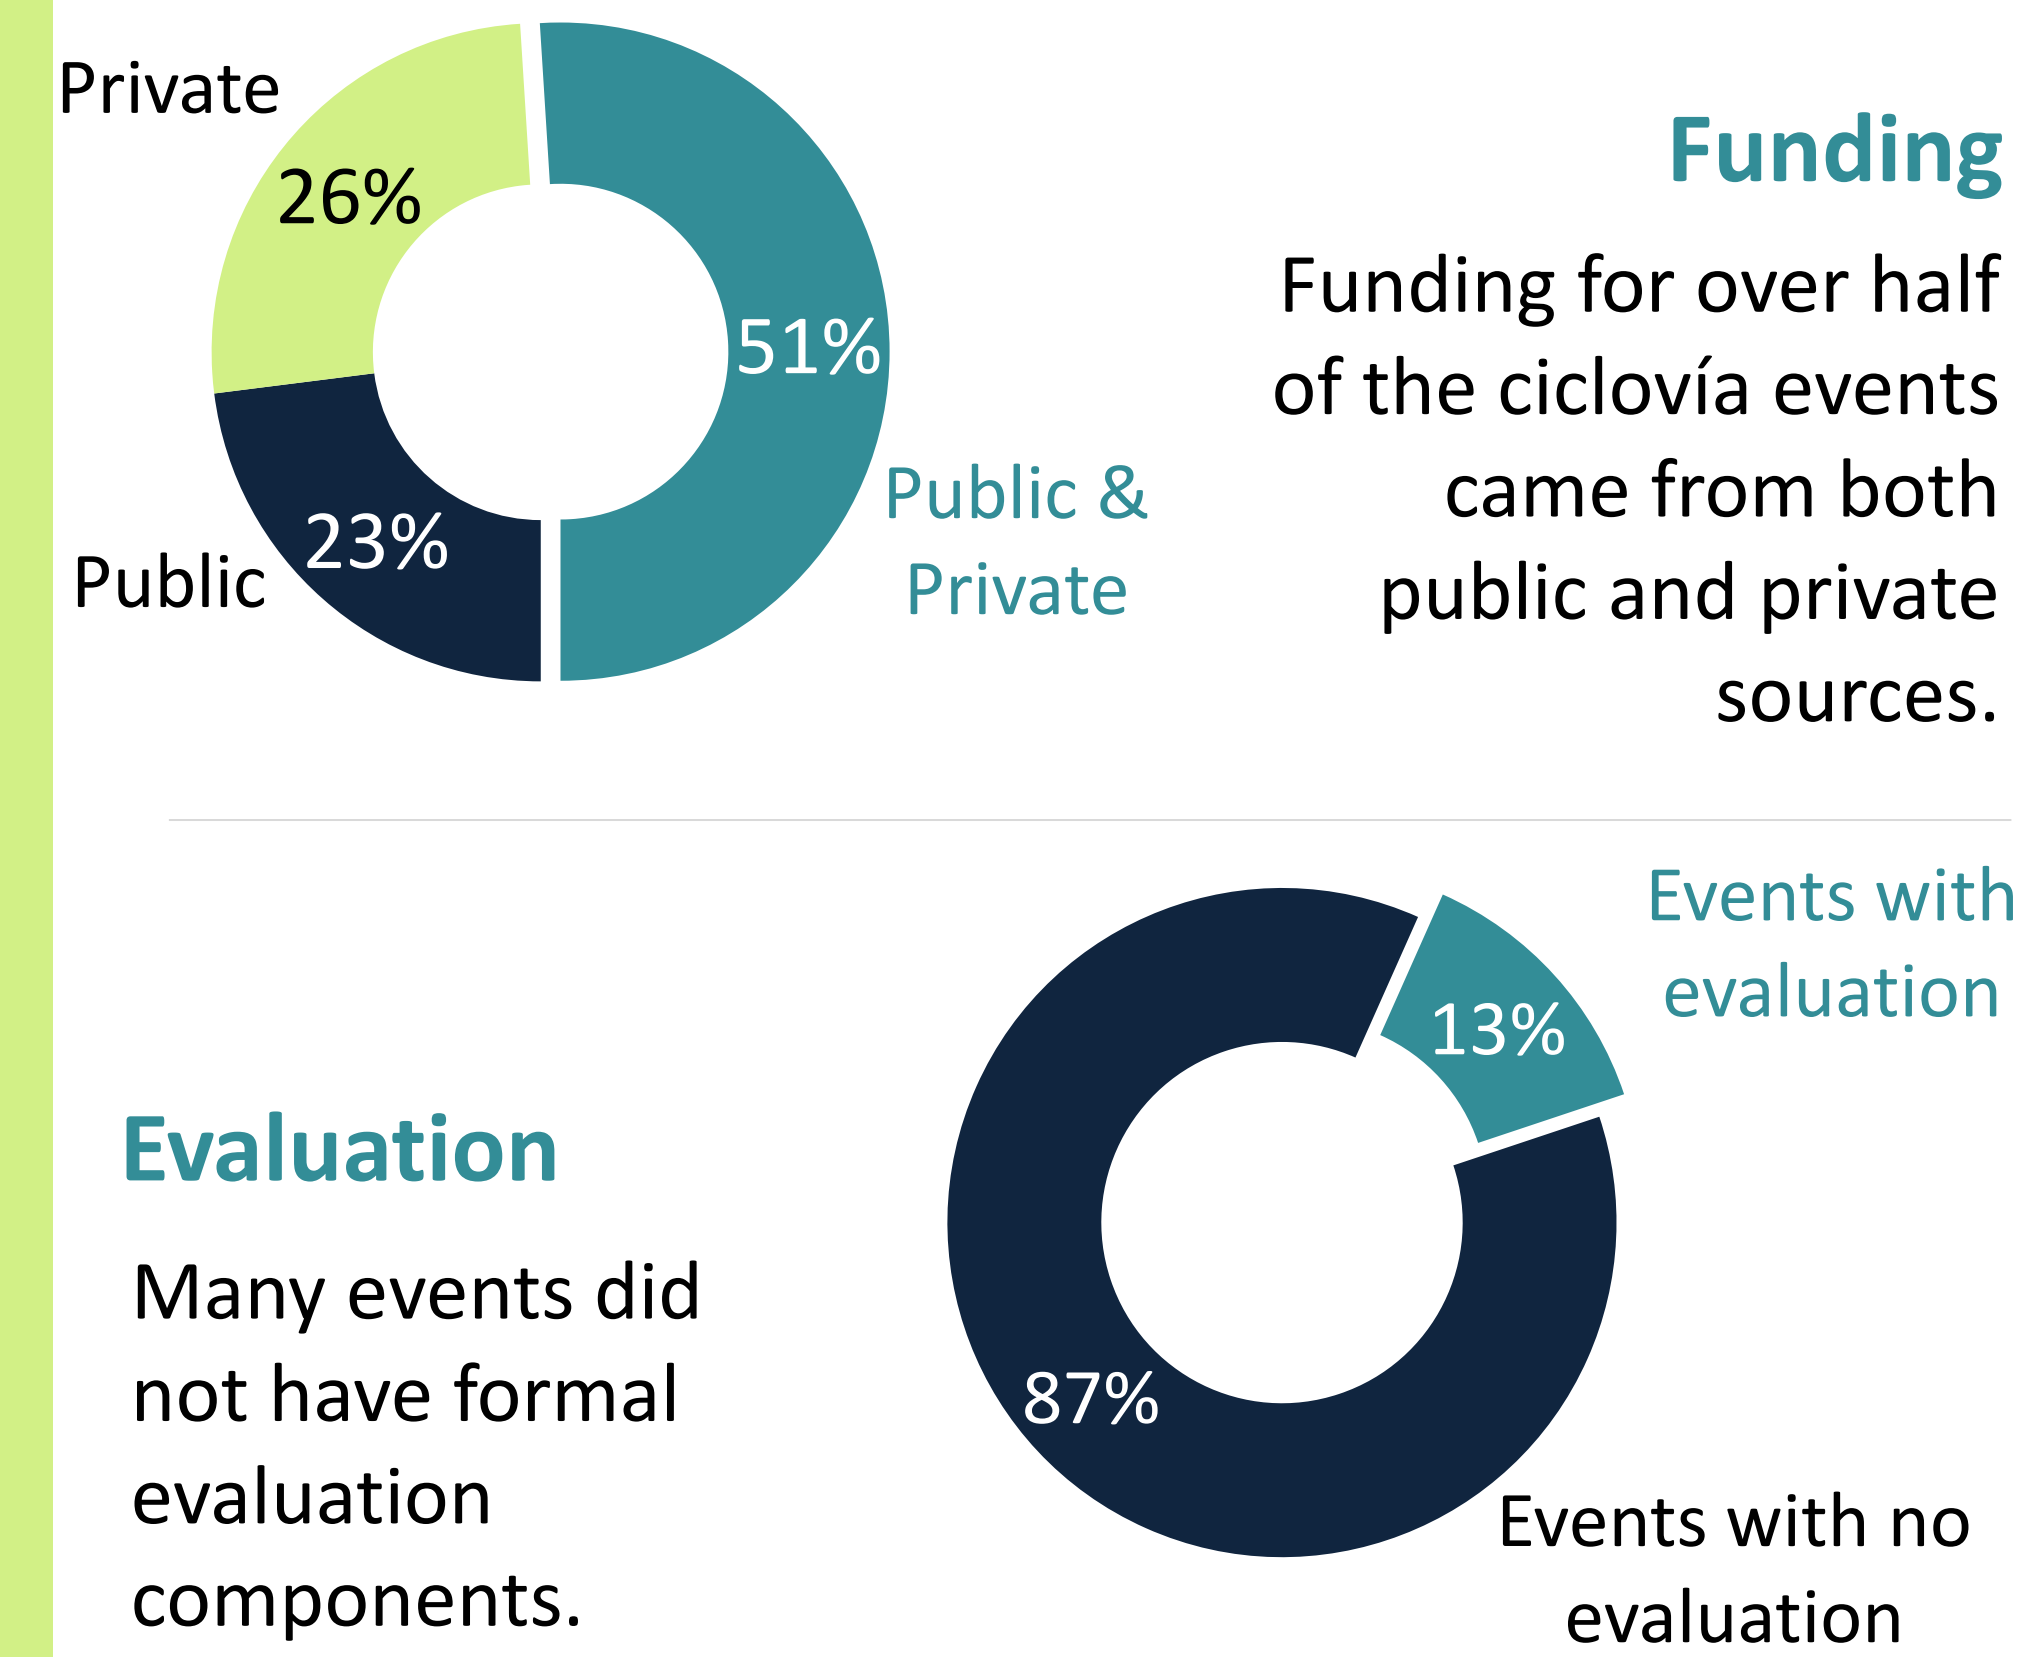 Private
26%
51%
23%
Public
Public &
Private
Funding
Funding for over half
of the ciclovía events
came from both
public and private
sources.
Events with
evaluation
13%
87%
Events with no
evaluation
Evaluation
Many events did
not have formal
evaluation
components.